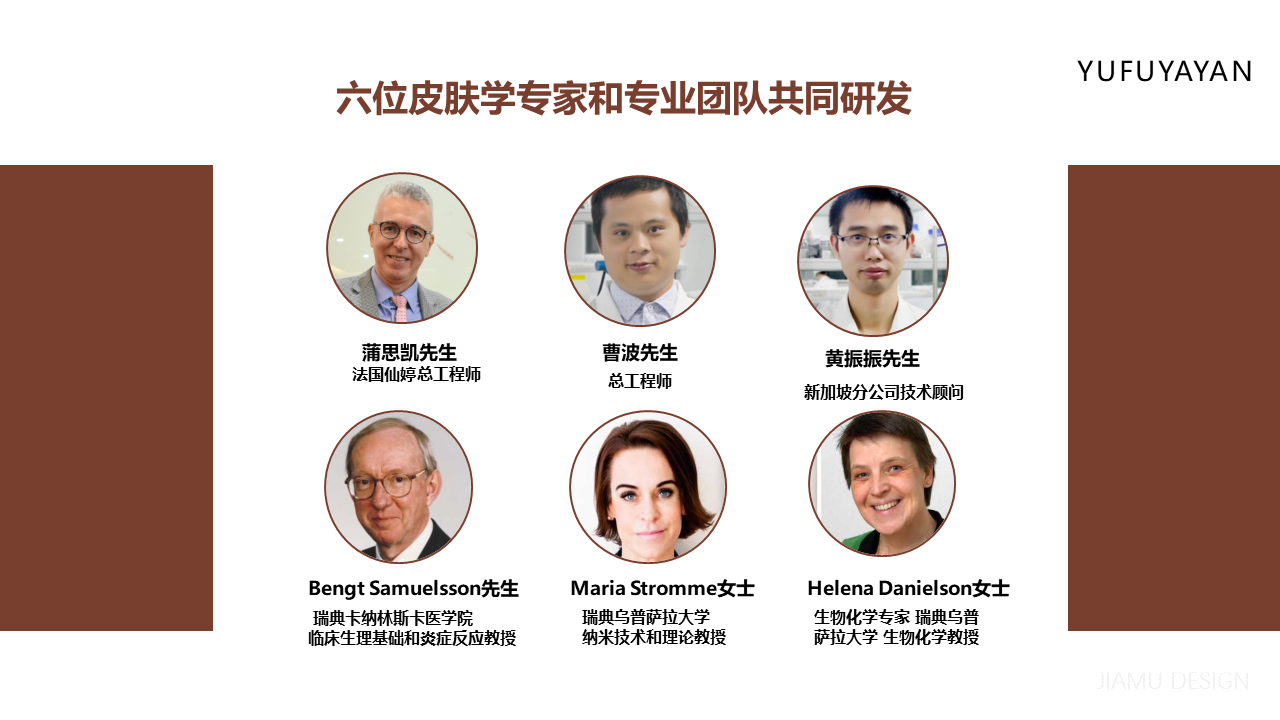 YUFUYAYAN
六位皮肤学专家和专业团队共同研发
蒲思凯先生
法国仙婷总工程师
曹波先生
总工程师
黄振振先生
新加坡分公司技术顾问
Bengt Samuelsson先生
瑞典卡纳林斯卡医学院
临床生理基础和炎症反应教授
Maria Stromme女士
瑞典乌普萨拉大学
纳米技术和理论教授
Helena Danielson女士
生物化学专家 瑞典乌普
萨拉大学 生物化学教授
JIAMU DESIGN